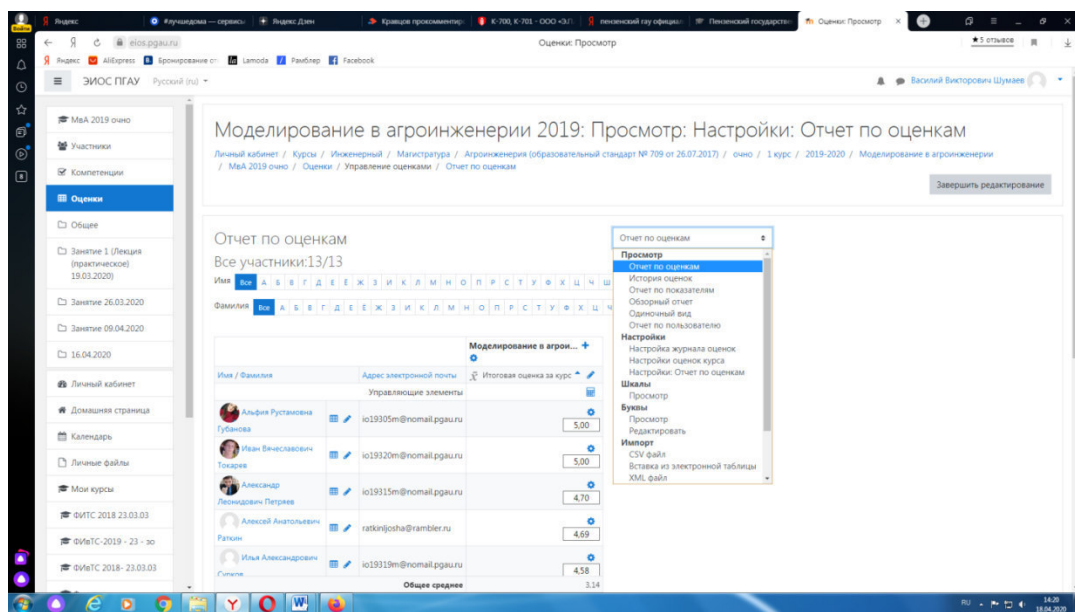 Войти
Яндекс
#лучшедома — сервисы
Яндекс Дзен
Кравцов прокомментир
К-700, К-701 - ООО «З.П.
пензенский гау официал
Пензенский государстве
Оценки: Просмотр
eios.pgau.ru
Оценки: Просмотр
★ 5 отзывов
Яндекс
AliExpress
Бронирование от
Lamoda
Рамблер
Facebook
ЭИОС ПГАУ Русский (ru)
Василий Викторович Шумаев
МвА 2019 очно
Участники
Компетенции
Оценки
Общее
Занятие 1 (Лекция
(практическое)
19.03.2020)
Занятие 26.03.2020
Занятие 09.04.2020
16.04.2020
Личный кабинет
Домашняя страница
Календарь
Личные файлы
Мои курсы
ФИТС 2018 23.03.03
ФИвТС-2019 - 23 - зо
ФИвТС 2018- 23.03.03
Моделирование в агроинженерии 2019: Просмотр: Настройки: Отчет по оценкам
Личный кабинет / Курсы / Инженерный / Магистратура / Агроинженерия (образовательный стандарт № 709 от 26.07.2017) / очно / 1 курс / 2019-2020 / Моделирование в агроинженерии
/ МвА 2019 очно / Оценки / Управление оценками / Отчет по оценкам
Завершить редактирование
Отчет по оценкам
Все участники:13/13
Имя Все А Б В Г Д Е Ё Ж З И К Л М Н О П Р С Т У Ф Х Ц Ч Ш
Фамилия Все А Б В Г Д Е Ё Ж З И К Л М Н О П Р С Т У Ф Х Ц Ч
Моделирование в агрои...
Имя / Фамилия
Адрес электронной почты
Итоговая оценка за курс
Управляющие элементы
Альфия Рустамовна
Губанова
io19305m@nomail.pgau.ru
5,00
Иван Вячеславович
Токарев
io19320m@nomail.pgau.ru
5,00
Александр
Леонидович Петряев
io19315m@nomail.pgau.ru
4,70
Алексей Анатольевич
Раткин
ratkinljosha@rambler.ru
4,69
Илья Александрович
Сурков
io19319m@nomail.pgau.ru
4,58
Общее среднее
3,14
Отчет по оценкам
Просмотр
Отчет по оценкам
История оценок
Отчет по показателям
Обзорный отчет
Одиночный вид
Отчет по пользователю
Настройки
Настройка журнала оценок
Настройки оценок курса
Настройки: Отчет по оценкам
Шкалы
Просмотр
Буквы
Просмотр
Редактировать
Импорт
CSV файл
Вставка из электронной таблицы
XML файл
RU
14:20
18.04.2020